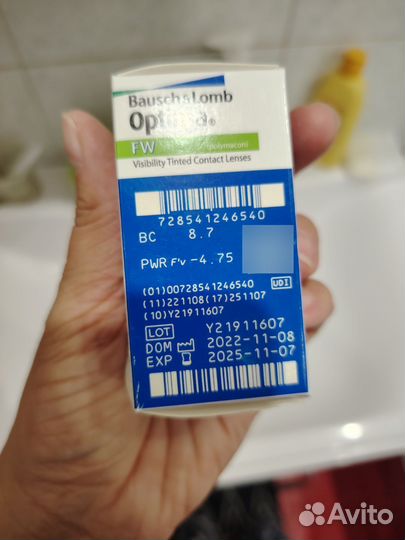 Bausch & Lomb
Optima®
FW (polymacon)
Visibility Tinted Contact Lenses
728541246540
BC 8.7
PWR F'v -4.75
(01)00728541246540 UDI
(11)221108(17)251107
(10)Y21911607
LOT Y21911607
DOM 2022-11-08
EXP 2025-11-07
Avito